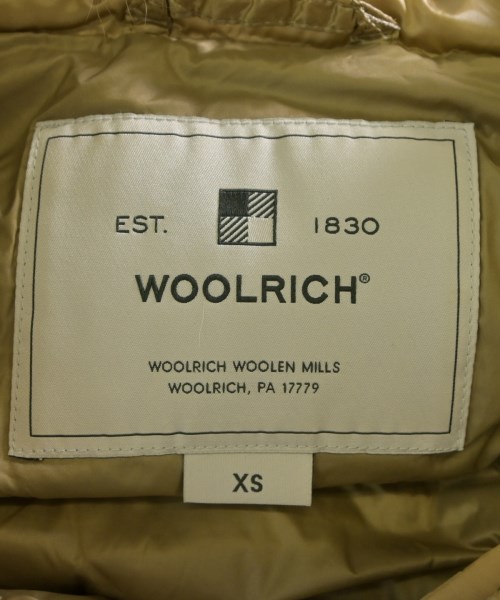 EST. 1830
WOOLRICH®
WOOLRICH WOOLEN MILLS
WOOLRICH, PA 17779
XS